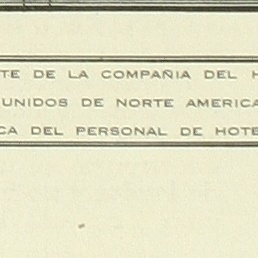 TE DE LA COMPAÑIA DEL H
UNIDOS DE NORTE AMERICA
CA DEL PERSONAL DE HOTE